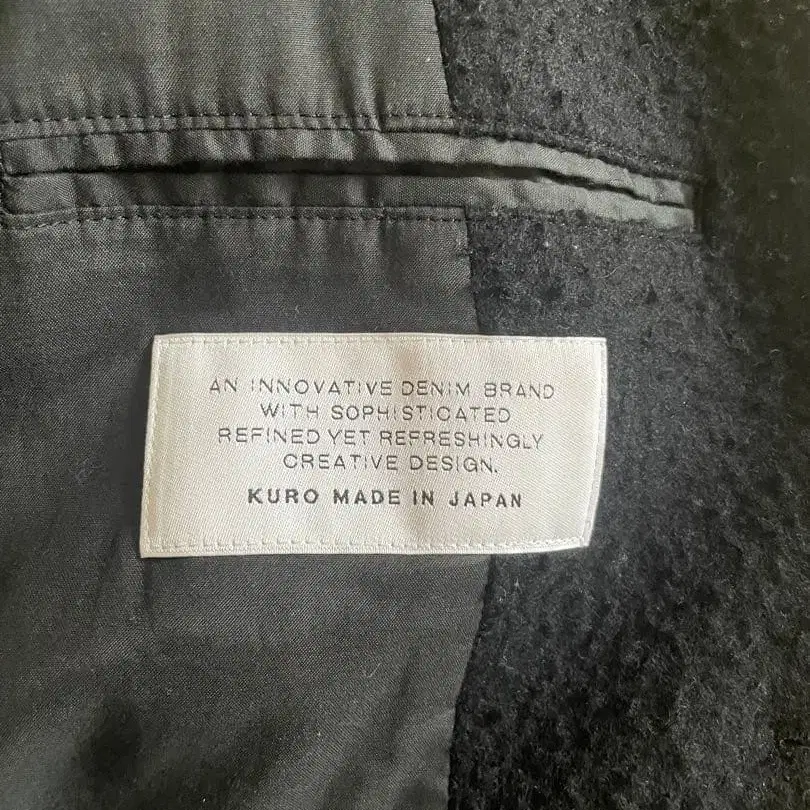 AN INNOVATIVE DENIM BRAND
WITH SOPHISTICATED
REFINED YET REFRESHINGLY
CREATIVE DESIGN.
KURO MADE IN JAPAN